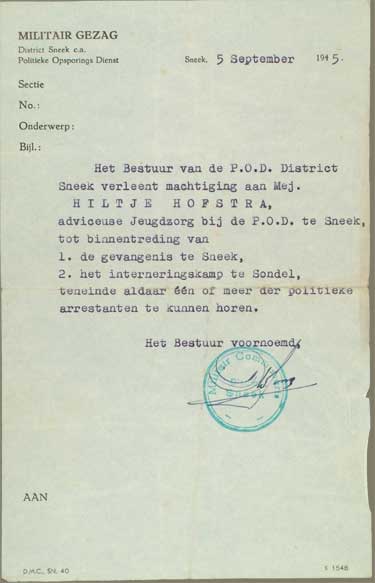 MILITAIR GEZAG
District Sneek c.a.
Politieke Opsporings Dienst
Sneek, 5 September 1945.
Sectie
No.:
Onderwerp:
Bijl.:
Het Bestuur van de P.O.D. District
Sneek verleent machtiging aan Mej.
HILTJE HOFSTRA,
adviceuse Jeugdzorg bij de P.O.D. te Sneek,
tot binnentreding van
1. de gevangenis te Sneek,
2. het interneringskamp te Sondel,
teneinde aldaar één of meer der politieke
arrestanten te kunnen horen.
Het Bestuur voornoemd,
Militair
Sneek
AAN
D.M.C., SN. 40
S 1548